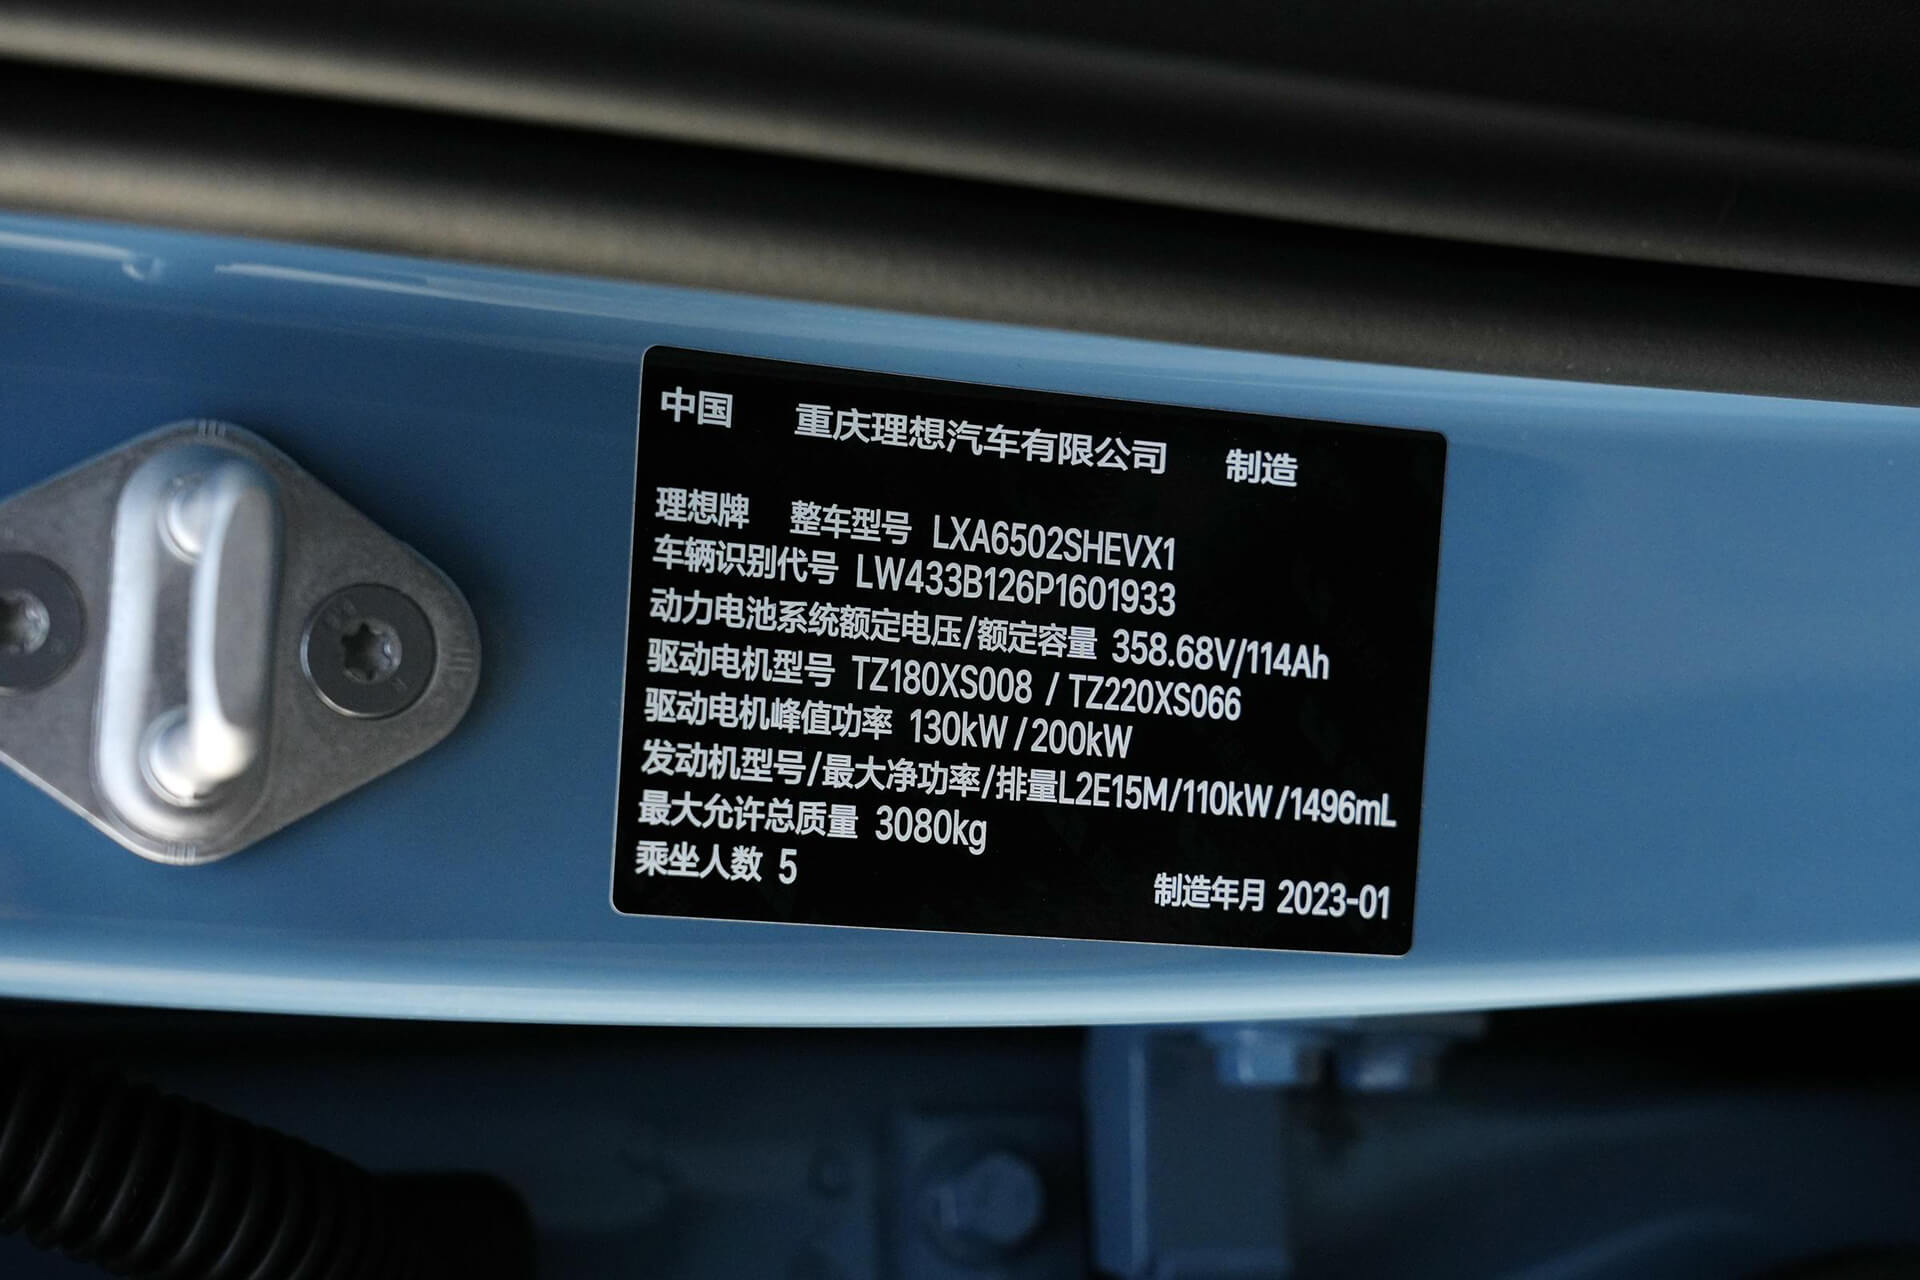 中国 重庆理想汽车有限公司 制造
理想牌 整车型号 LXA6502SHEVX1
车辆识别代号 LW433B126P1601933
动力电池系统额定电压/额定容量 358.68V/114Ah
驱动电机型号 TZ180XS008 / TZ220XS066
驱动电机峰值功率 130kW / 200kW
发动机型号/最大净功率/排量L2E15M/110kW/1496mL
最大允许总质量 3080kg
乘坐人数 5 制造年月 2023-01